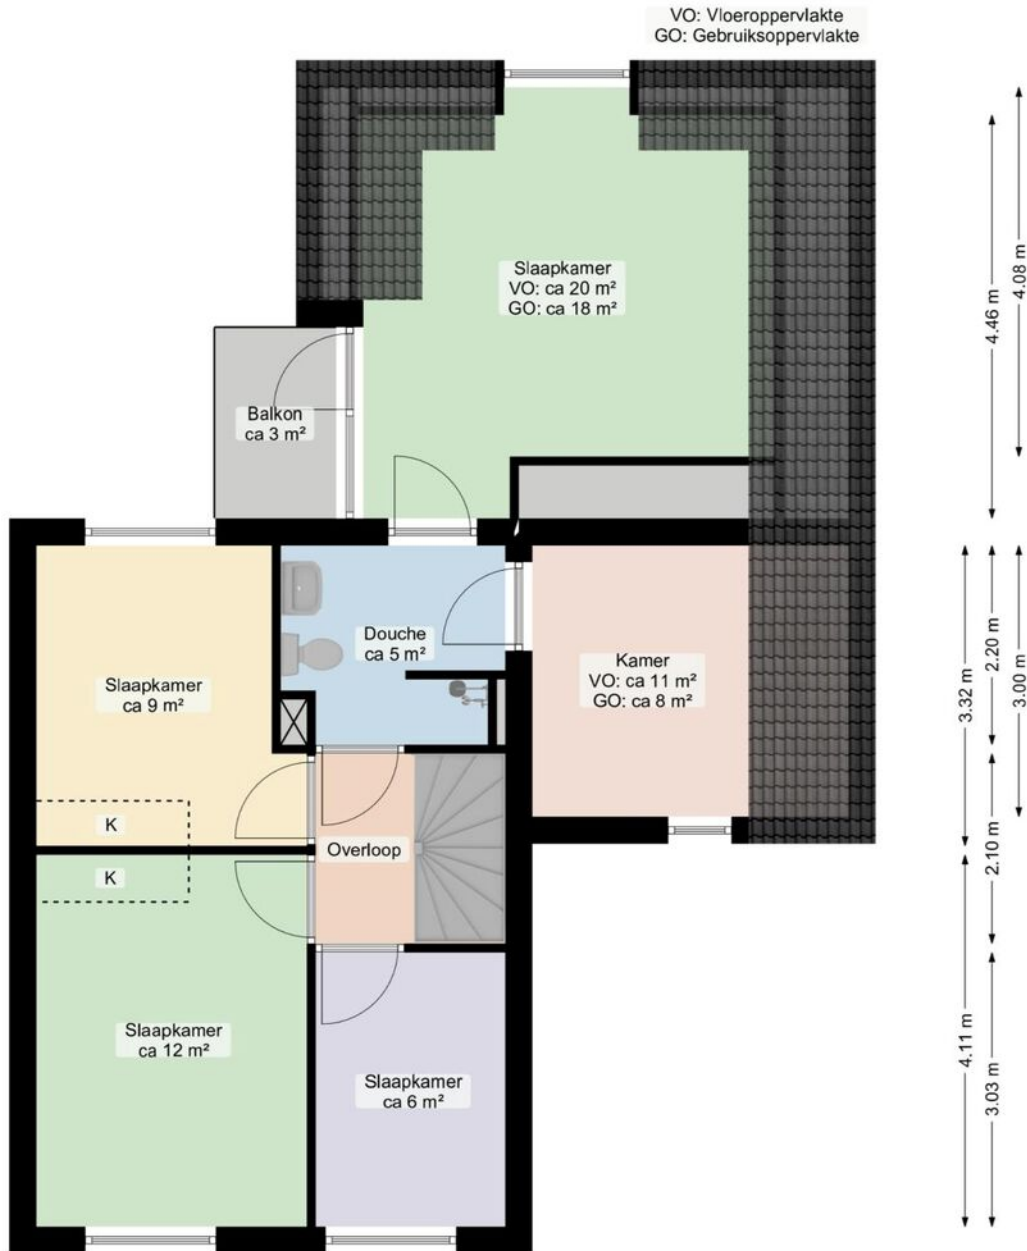 VO: Vloeroppervlakte
GO: Gebruiksoppervlakte
Slaapkamer
VO: ca 20 m²
GO: ca 18 m²
4.46 m
4.08 m
Balkon
ca 3 m²
Douche
ca 5 m²
Slaapkamer
ca 9 m²
Kamer
VO: ca 11 m²
GO: ca 8 m²
3.32 m
2.20 m
3.00 m
K
K
Overloop
2.10 m
Slaapkamer
ca 12 m²
Slaapkamer
ca 6 m²
4.11 m
3.03 m